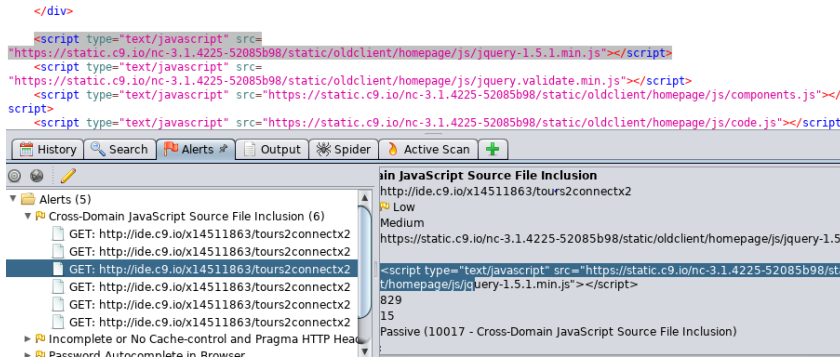 </div>
<script type="text/javascript" src=
"https://static.c9.io/nc-3.1.4225-52085b98/static/oldclient/homepage/js/jquery-1.5.1.min.js"></script>
<script type="text/javascript" src=
"https://static.c9.io/nc-3.1.4225-52085b98/static/oldclient/homepage/js/jquery.validate.min.js"></script>
<script type="text/javascript" src="https://static.c9.io/nc-3.1.4225-52085b98/static/oldclient/homepage/js/components.js"></
script>
<script type="text/javascript" src="https://static.c9.io/nc-3.1.4225-52085b98/static/oldclient/homepage/js/code.js"></script
History Search Alerts Output Spider Active Scan
Alerts (5)
Cross-Domain JavaScript Source File Inclusion (6)
GET: http://ide.c9.io/x14511863/tours2connectx2
GET: http://ide.c9.io/x14511863/tours2connectx2
GET: http://ide.c9.io/x14511863/tours2connectx2
GET: http://ide.c9.io/x14511863/tours2connectx2
GET: http://ide.c9.io/x14511863/tours2connectx2
GET: http://ide.c9.io/x14511863/tours2connectx2
Incomplete or No Cache-control and Pragma HTTP Head
Password Autocomplete in Browser
ain JavaScript Source File Inclusion
http://ide.c9.io/x14511863/tours2connectx2
Low
Medium
https://static.c9.io/nc-3.1.4225-52085b98/static/oldclient/homepage/js/jquery-1.5
<script type="text/javascript" src="https://static.c9.io/nc-3.1.4225-52085b98/sta
t/homepage/js/jquery-1.5.1.min.js"></script>
829
15
Passive (10017 - Cross-Domain JavaScript Source File Inclusion)